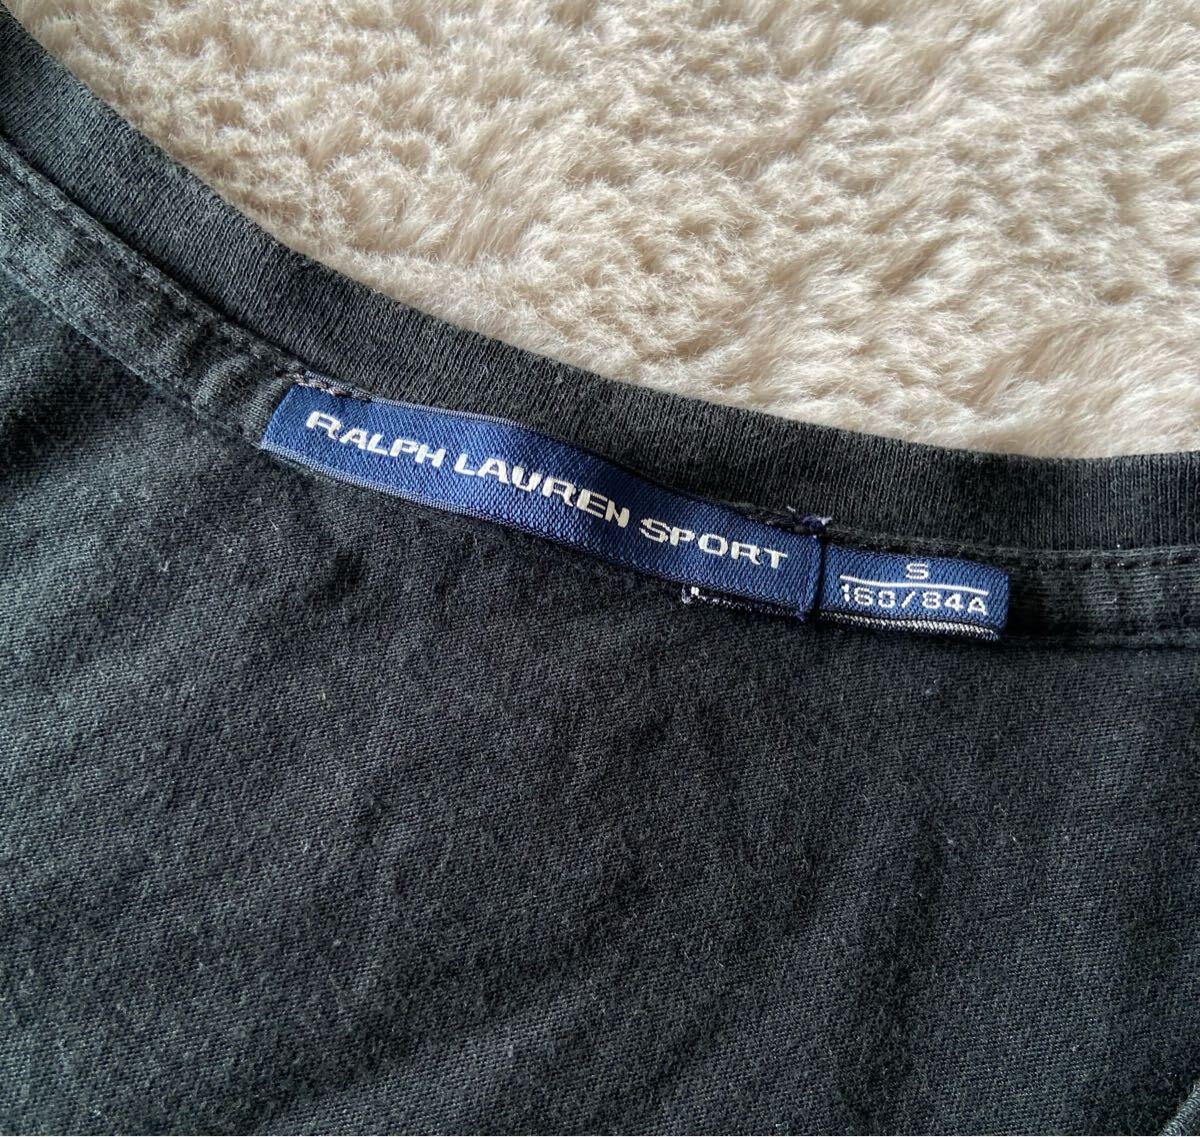 RALPH LAUREN SPORT
S
160/84A